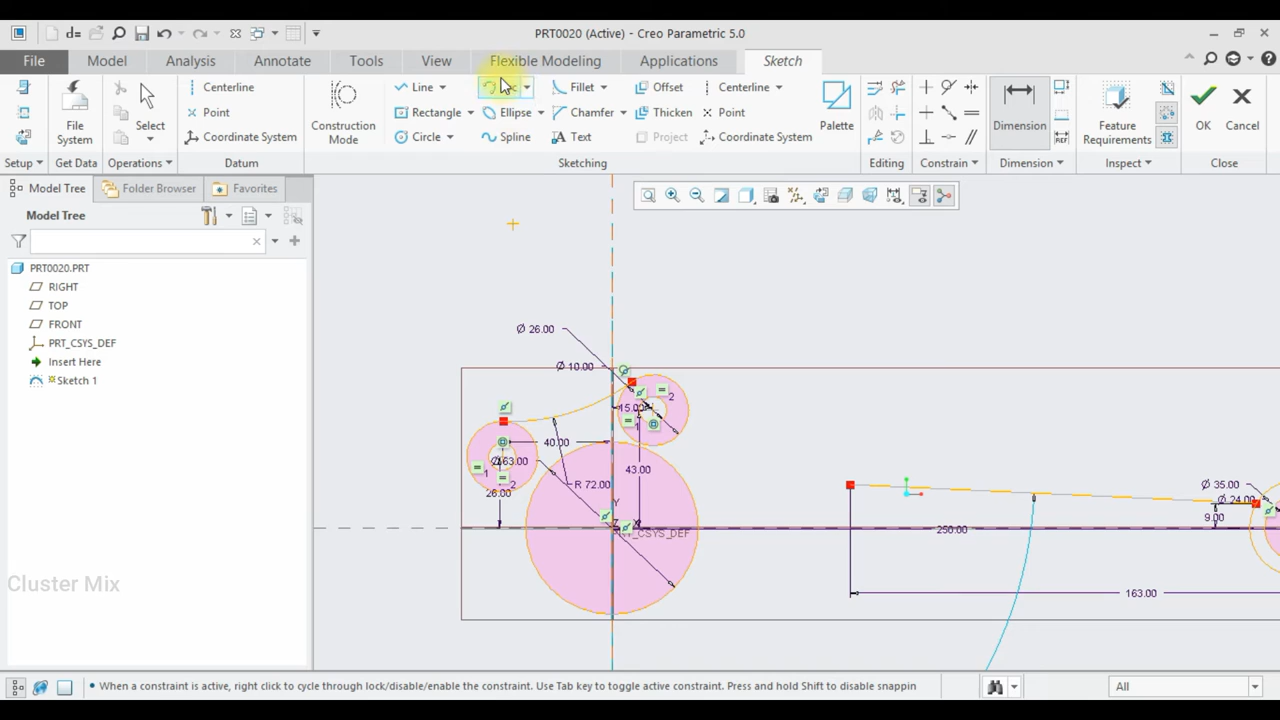 PRT0020 (Active) - Creo Parametric 5.0
File Model Analysis Annotate Tools View Flexible Modeling Applications Sketch
Centerline Line Fillet Offset Centerline
Point Rectangle Ellipse Chamfer Thicken Point
Coordinate System Circle Spline Text Project Coordinate System
File System
Select
Construction Mode
Palette
Dimension
Feature Requirements
OK
Cancel
Setup Get Data Operations Datum Sketching Editing Constrain Dimension Inspect Close
Model Tree Folder Browser Favorites
Model Tree
PRT0020.PRT
RIGHT
TOP
FRONT
PRT_CSYS_DEF
Insert Here
Sketch 1
Ø 26.00
Ø 10.00
15.00
2
1
40.00
63.00
43.00
1
2
R 72.00
26.00
Y
PRT_CSYS_DEF
Ø 35.00
Ø 24.00
9.00
250.00
163.00
Cluster Mix
• When a constraint is active, right click to cycle through lock/disable/enable the constraint. Use Tab key to toggle active constraint. Press and hold Shift to disable snappin
All